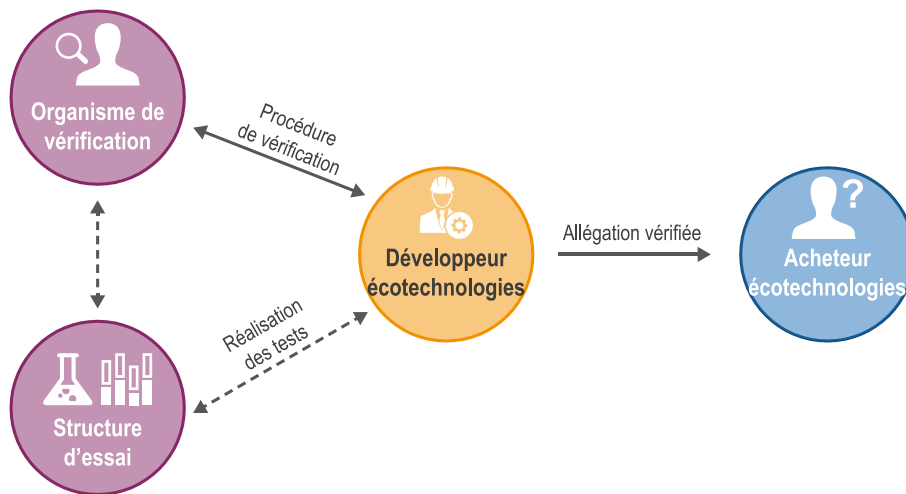 Organisme de
vérification
Procédure
de vérification
Développeur
écotechnologies
Allégation vérifiée
?
Acheteur
écotechnologies
Réalisation
des tests
Structure
d'essai